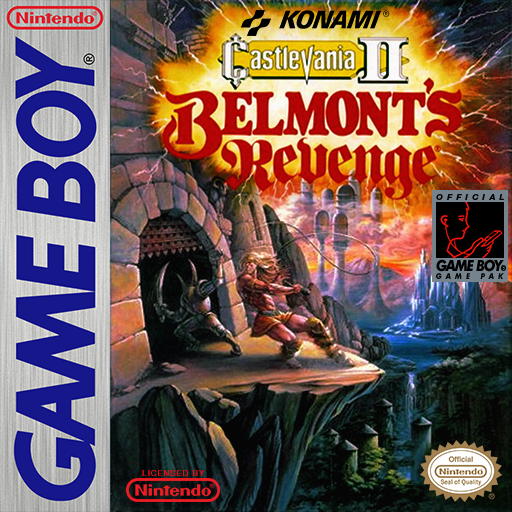 Nintendo®
GAME BOY®
KONAMI®
Castlevania II
BELMONT'S
Revenge
OFFICIAL
GAME BOY®
GAME PAK
LICENSED BY
Nintendo
Official
Nintendo
Seal of Quality